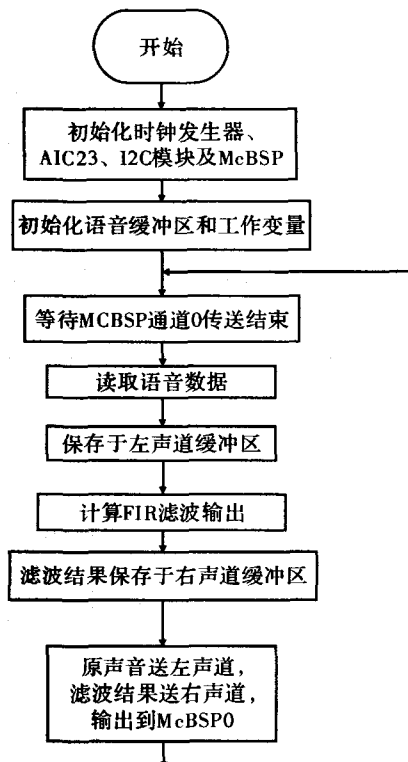 开始
初始化时钟发生器、
AIC23、I2C模块及McBSP
初始化语音缓冲区和工作变量
等待MCBSP通道0传送结束
读取语音数据
保存于左声道缓冲区
计算FIR滤波输出
滤波结果保存于右声道缓冲区
原声音送左声道，
滤波结果送右声道，
输出到McBSP0